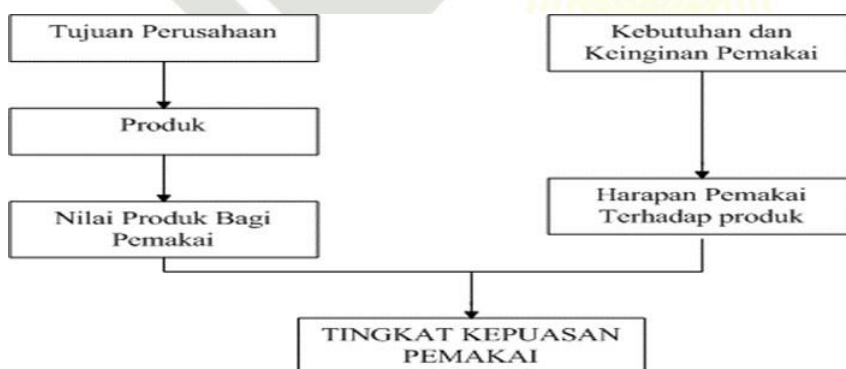 Tujuan Perusahaan
Produk
Nilai Produk Bagi
Pemakai
Kebutuhan dan
Keinginan Pemakai
Harapan Pemakai
Terhadap produk
TINGKAT KEPUASAN
PEMAKAI